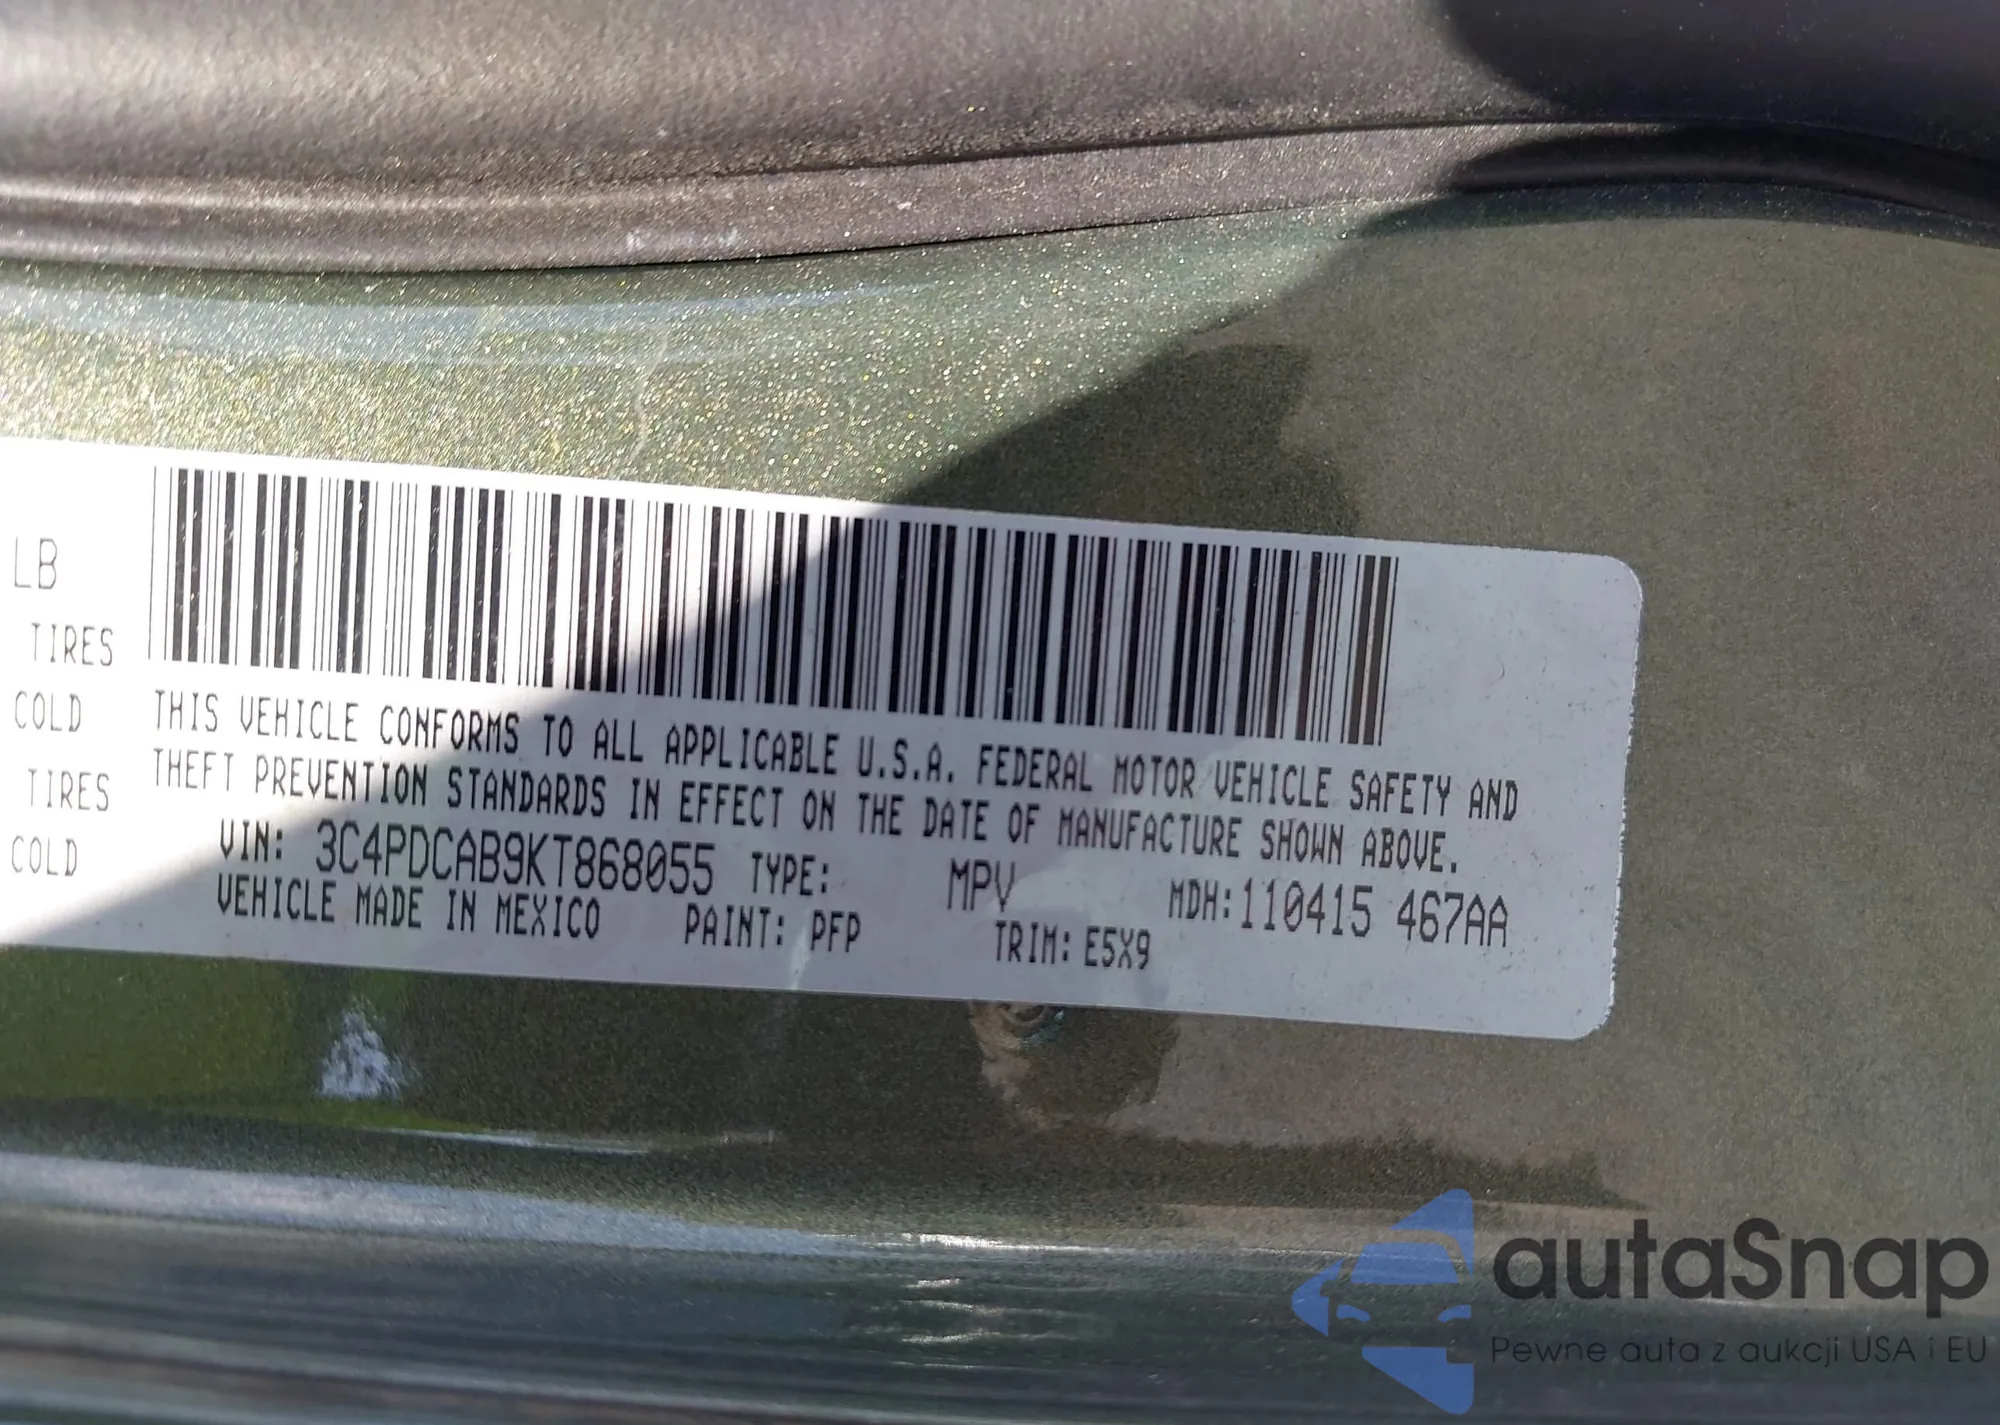 LB
TIRES
COLD
TIRES
COLD
THIS VEHICLE CONFORMS TO ALL APPLICABLE U.S.A. FEDERAL MOTOR VEHICLE SAFETY AND
THEFT PREVENTION STANDARDS IN EFFECT ON THE DATE OF MANUFACTURE SHOWN ABOVE.
VIN: 3C4PDCAB9KT868055 TYPE: MPV MDH:110415 467AA
VEHICLE MADE IN MEXICO PAINT: PFP TRIM: E5X9
autaSnap
Pewne auta z aukcji USA i EU